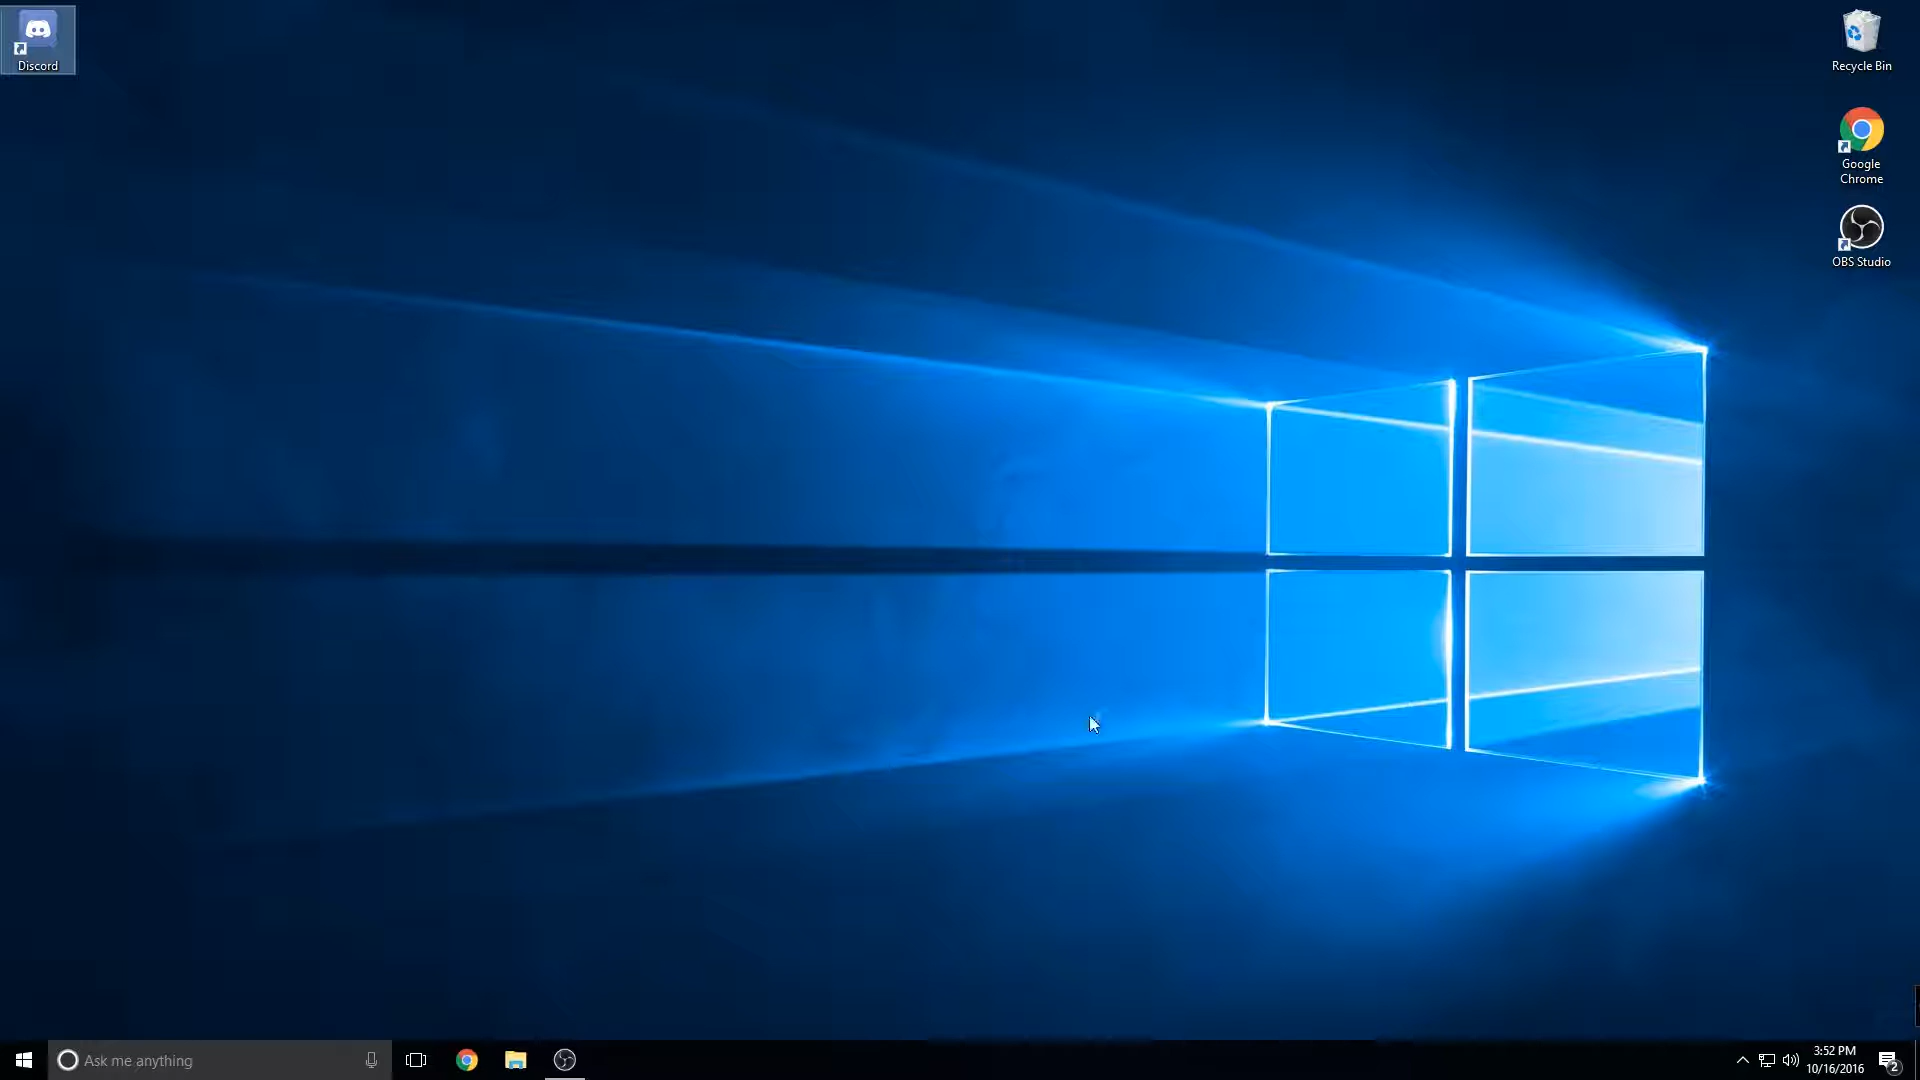 Discord
Recycle Bin
Google
Chrome
OBS Studio
Ask me anything
3:52 PM
10/16/2016
2